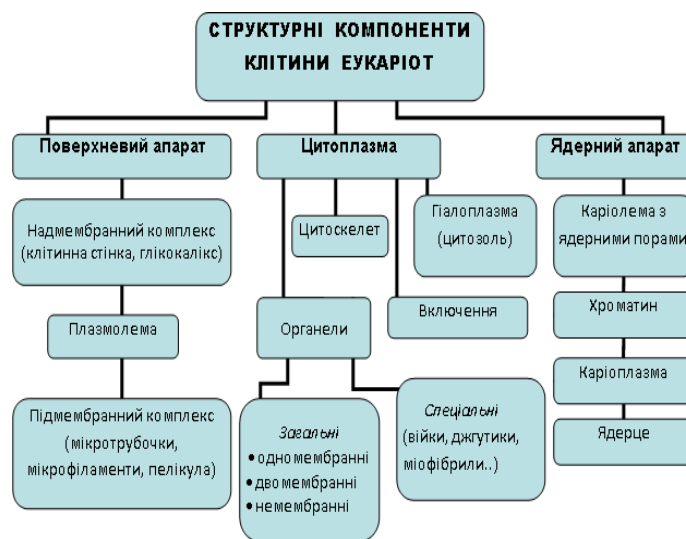 СТРУКТУРНІ КОМПОНЕНТИ
КЛІТИНИ ЕУКАРІОТ
Поверхневий апарат
Надмембранний комплекс
(клітинна стінка, глікокалікс)
Плазмолема
Підмембранний комплекс
(мікротрубочки,
мікрофіламенти, пелікула)
Цитоплазма
Цитоскелет
Гіалоплазма
(цитозоль)
Органели
Включення
Загальні
• одномембранні
• двомембранні
• немембранні
Спеціальні
(війки, джгутики,
міофібрили..)
Ядерний апарат
Каріолема з
ядерними порами
Хроматин
Каріоплазма
Ядерце